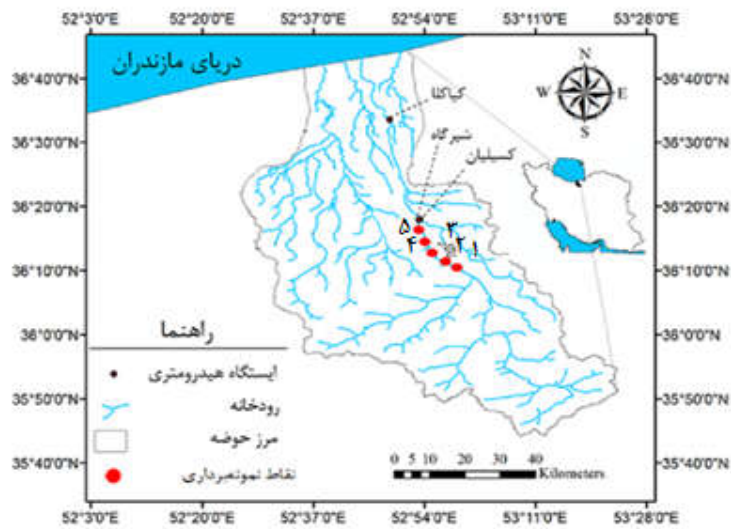 52°3'0"E 52°20'0"E 52°37'0"E 52°54'0"E 53°11'0"E 53°28'0"E
36°40'0"N
36°30'0"N
36°20'0"N
36°10'0"N
36°0'0"N
35°50'0"N
35°40'0"N
دریای مازندران
N
W E
S
کیاکلا
شیرگاه
کسیلیان
۵
۴
۳
۲
۱
راهنما
ایستگاه هیدرومتری
رودخانه
مرز حوضه
نقاط نمونه‌برداری
0 5 10 20 30 40
Kilometers
36°40'0"N
36°30'0"N
36°20'0"N
36°10'0"N
36°0'0"N
35°50'0"N
35°40'0"N
52°3'0"E 52°20'0"E 52°37'0"E 52°54'0"E 53°11'0"E 53°28'0"E